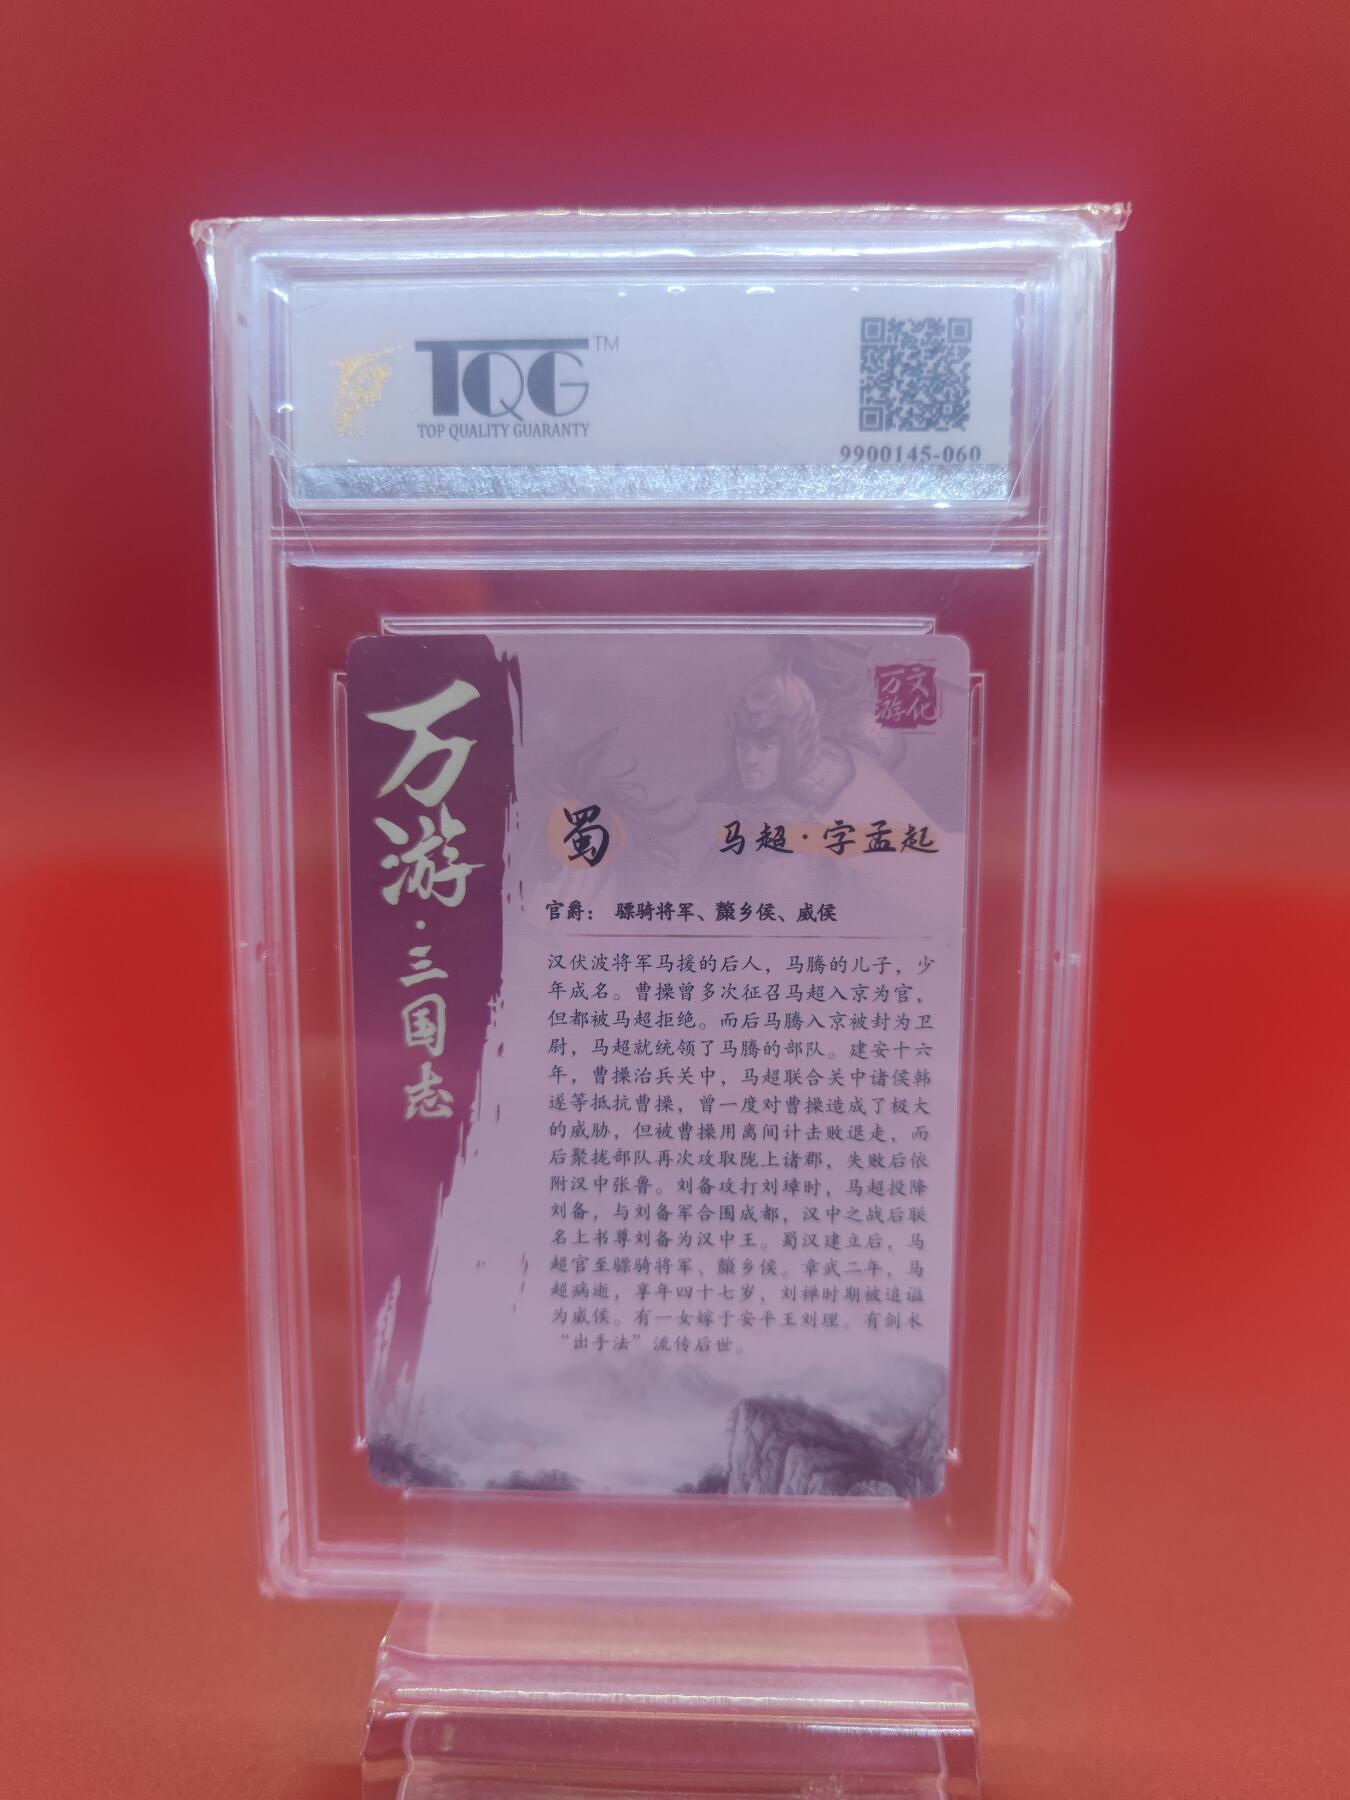 TQG™
TOP QUALITY GUARANTY
9900145-060
万游·三国志
万游
文化
蜀
马超·字孟起
官爵： 骠骑将军、斄乡侯、威侯
汉伏波将军马援的后人，马腾的儿子，少
年成名。曹操曾多次征召马超入京为官，
但都被马超拒绝。而后马腾入京被封为卫
尉，马超就统领了马腾的部队。建安十六
年，曹操治兵关中，马超联合关中诸侯韩
遂等抵抗曹操，曾一度对曹操造成了极大
的威胁，但被曹操用离间计击败退走，而
后聚拢部队再次攻取陇上诸郡，失败后依
附汉中张鲁。刘备攻打刘璋时，马超投降
刘备，与刘备军合围成都，汉中之战后联
名上书尊刘备为汉中王。蜀汉建立后，马
超官至骠骑将军、斄乡侯。章武二年，马
超病逝，享年四十七岁，刘禅时期被追谥
为威侯。有一女嫁于安平王刘理。有剑术
“出手法”流传后世。